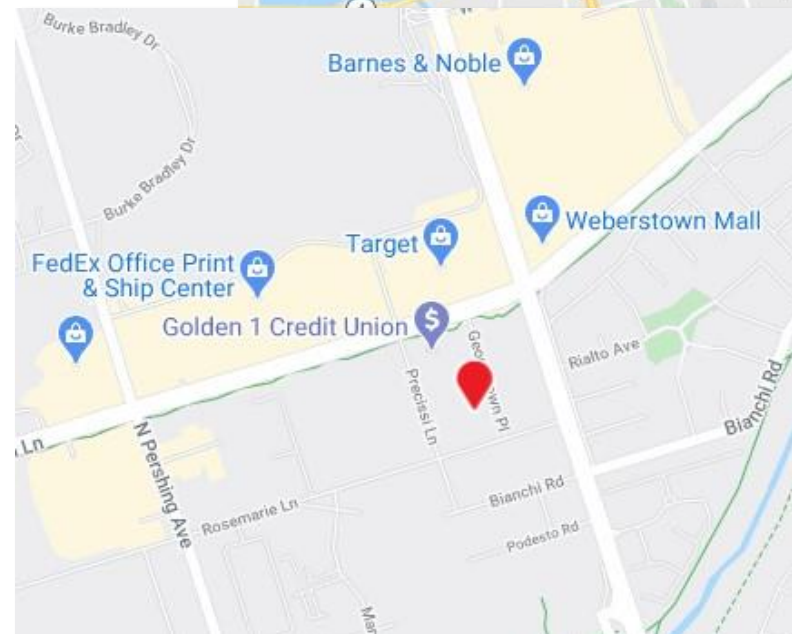 Burke Bradley Dr
Barnes & Noble
Burke Bradley Dr
Target
Weberstown Mall
FedEx Office Print
& Ship Center
Golden 1 Credit Union
Rialto Ave
Precissi Ln
Pl
Bianchi Rd
Ln
N Pershing Ave
Bianchi Rd
Rosemarie Ln
Podesto Rd